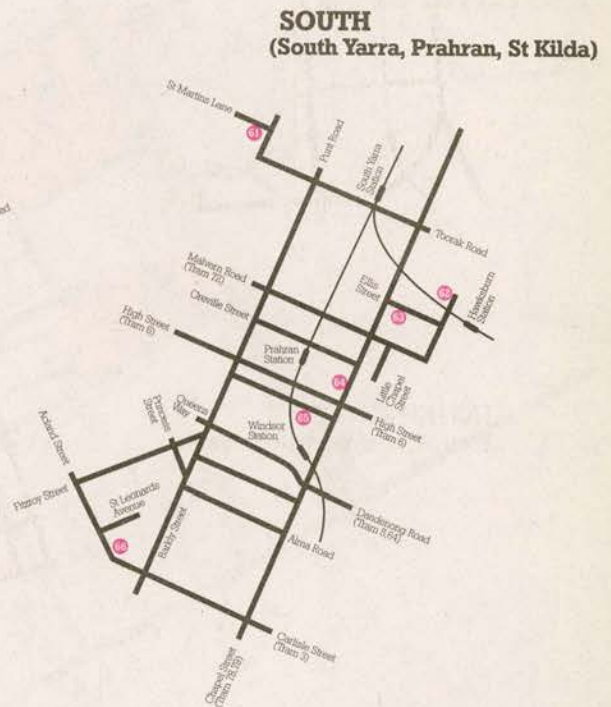 SOUTH
(South Yarra, Prahran, St Kilda)
St Martins Lane
61
Punt Road
South Yarra
Station
Toorak Road
Malvern Road
(Tram 72)
Ellis
Street
62
Hawksburn
Station
63
Greville Street
High Street
(Tram 6)
Prahran
Station
64
Little
Chapel
Street
65
High Street
(Tram 6)
Princess
Street
Queens
Way
Windsor
Station
Acland Street
Fitzroy Street
St Leonards
Avenue
Dandenong Road
(Tram 5,64)
66
Barkly Street
Alma Road
Carlisle Street
(Tram 3)
Chapel Street
(Tram 78,79)